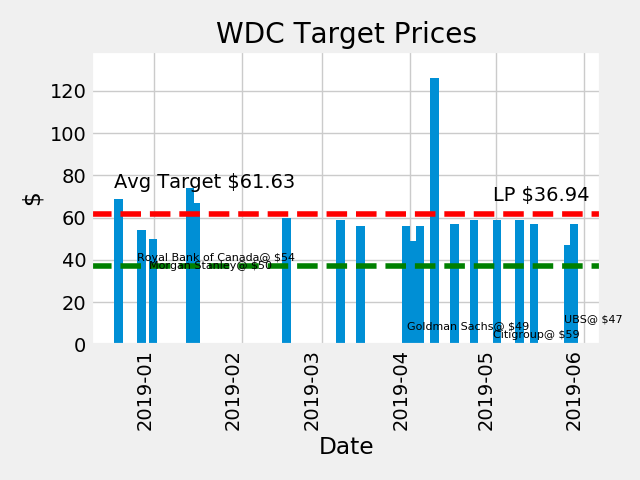 WDC Target Prices
$
120
100
80
60
40
20
0
Avg Target $61.63
LP $36.94
Royal Bank of Canada@ $54
Morgan Stanley@ $50
Goldman Sachs@ $49
Citigroup@ $59
UBS@ $47
2019-01
2019-02
2019-03
2019-04
2019-05
2019-06
Date